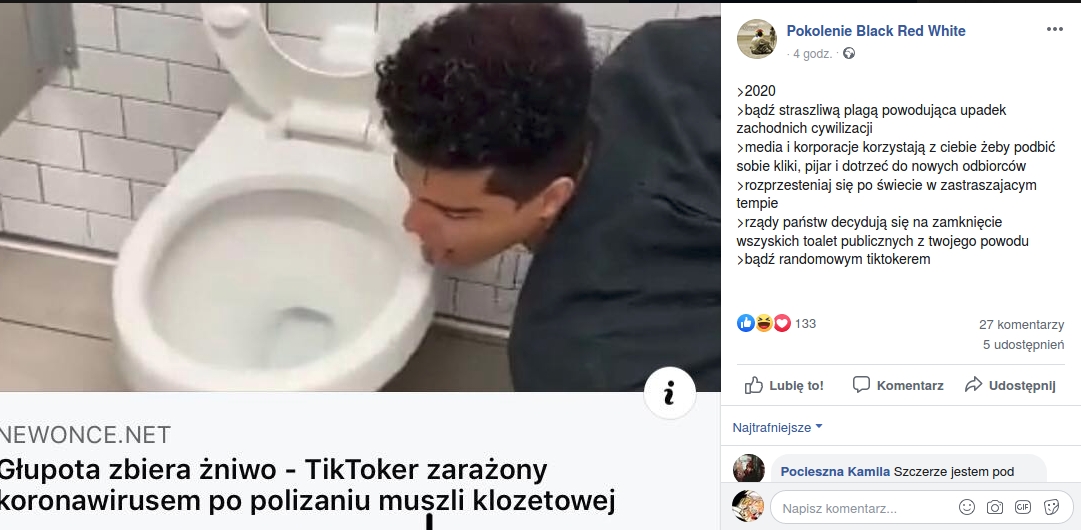 NEWONCE.NET
Głupota zbiera żniwo - TikToker zarażony
koronawirusem po polizaniu muszli klozetowej
i
Pokolenie Black Red White
· 4 godz. ·
>2020
>bądź straszliwą plagą powodująca upadek
zachodnich cywilizacji
>media i korporacje korzystają z ciebie żeby podbić
sobie kliki, pijar i dotrzeć do nowych odbiorców
>rozprzesteniaj się po świecie w zastraszajacym
tempie
>rządy państw decydują się na zamknięcie
wszyskich toalet publicznych z twojego powodu
>bądź randomowym tiktokerem
133
27 komentarzy
5 udostępnień
Lubię to!
Komentarz
Udostępnij
Najtrafniejsze
Pocieszna Kamila Szczerze jestem pod
Napisz komentarz...
GIF